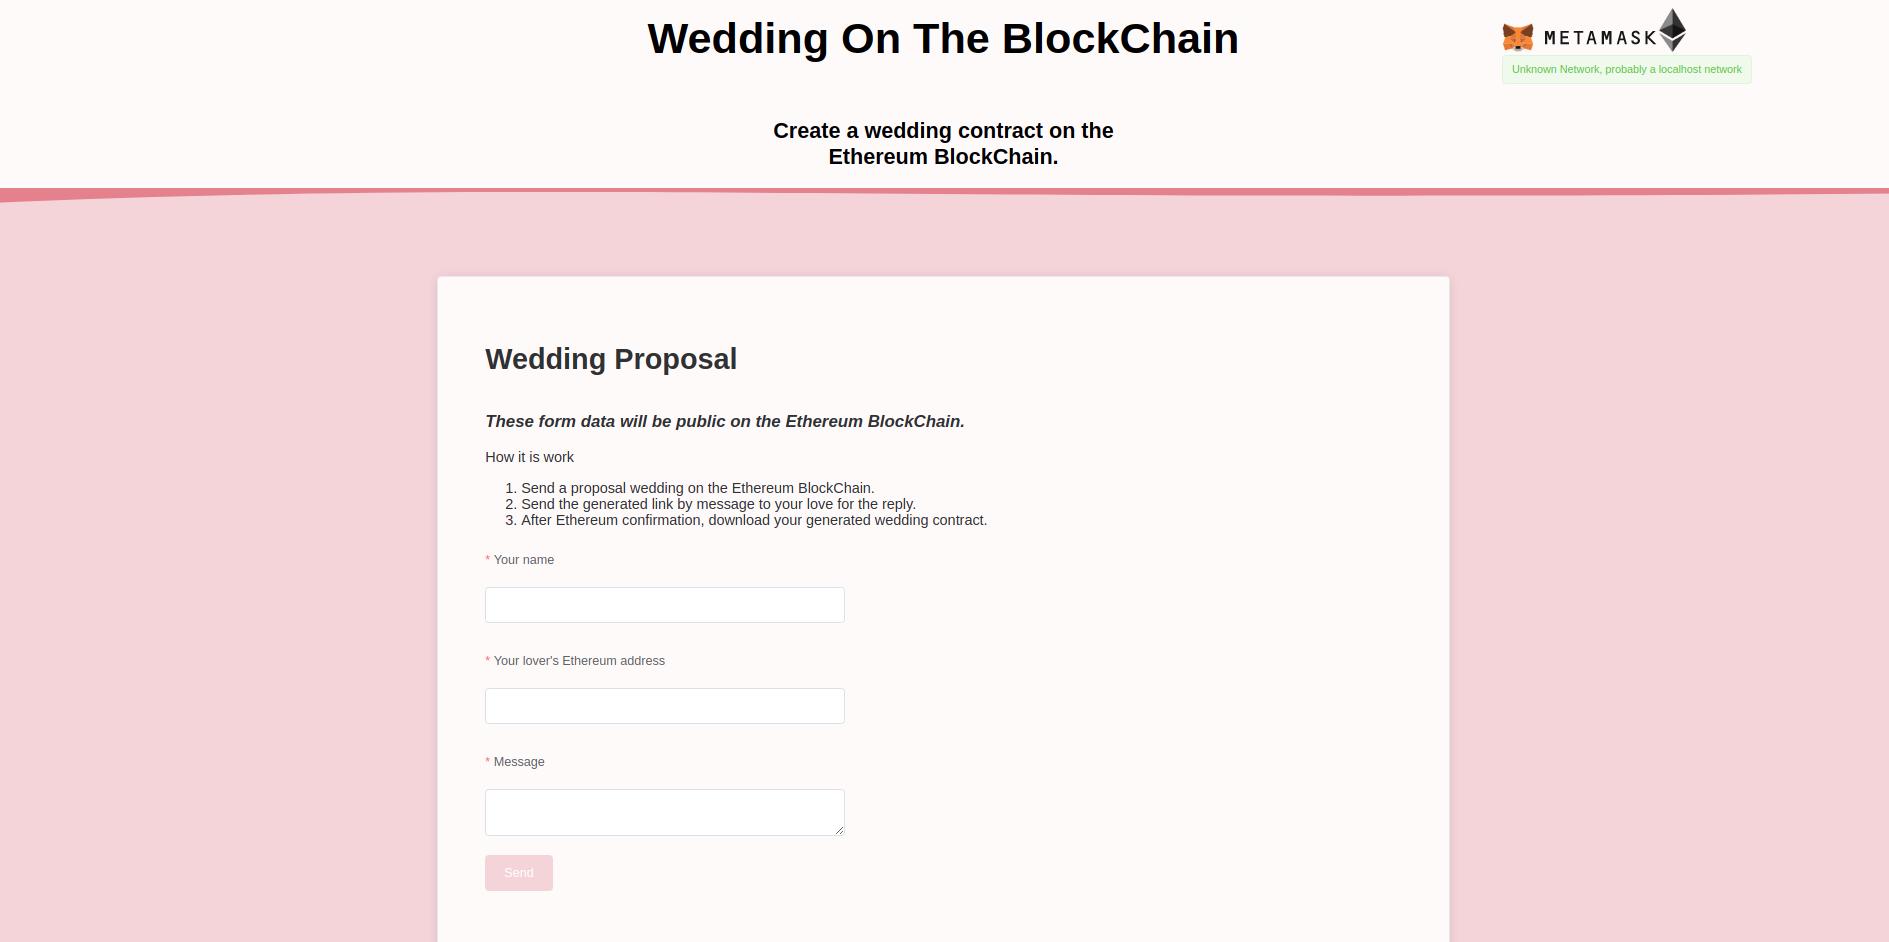 Wedding On The BlockChain
METAMASK
Unknown Network, probably a localhost network
Create a wedding contract on the
Ethereum BlockChain.
Wedding Proposal
These form data will be public on the Ethereum BlockChain.
How it is work
1. Send a proposal wedding on the Ethereum BlockChain.
2. Send the generated link by message to your love for the reply.
3. After Ethereum confirmation, download your generated wedding contract.
* Your name
* Your lover's Ethereum address
* Message
Send